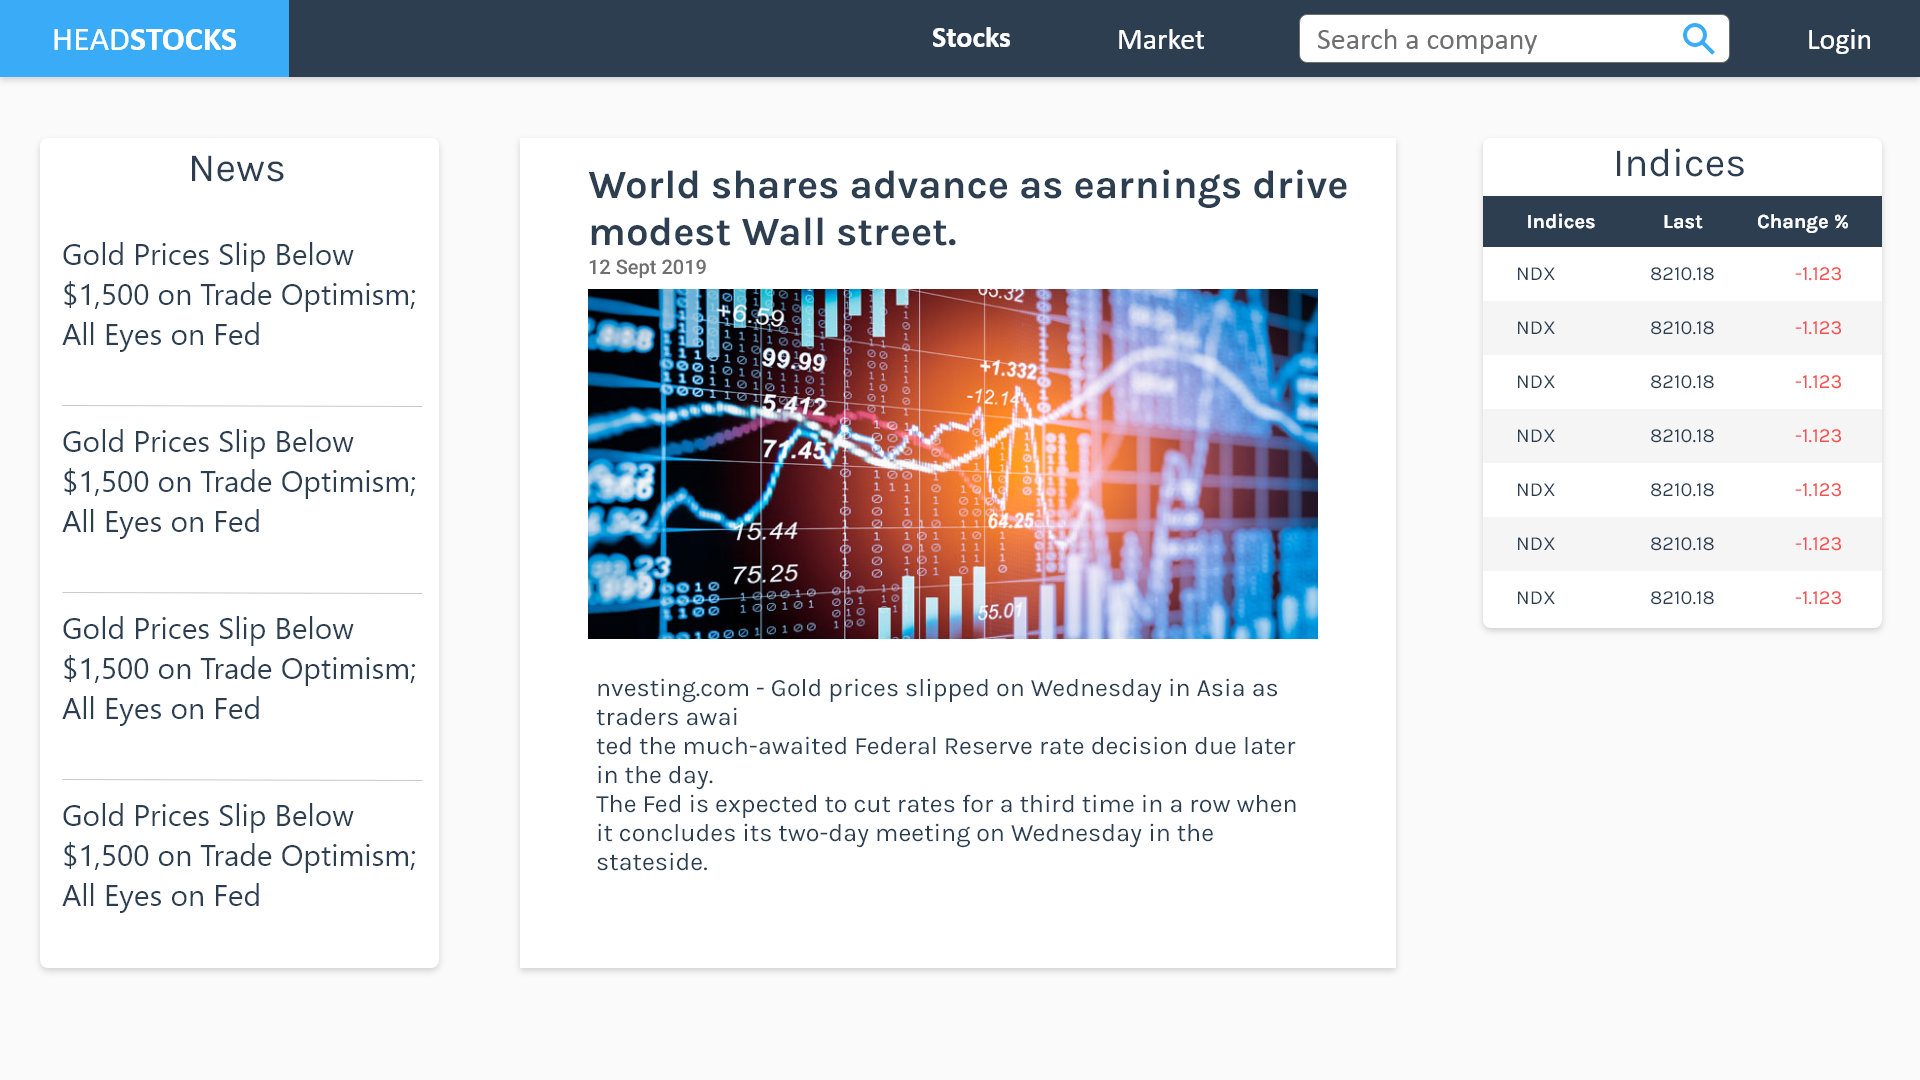 HEADSTOCKS
Stocks
Market
Search a company
Login
News
Gold Prices Slip Below
$1,500 on Trade Optimism;
All Eyes on Fed
Gold Prices Slip Below
$1,500 on Trade Optimism;
All Eyes on Fed
Gold Prices Slip Below
$1,500 on Trade Optimism;
All Eyes on Fed
Gold Prices Slip Below
$1,500 on Trade Optimism;
All Eyes on Fed
World shares advance as earnings drive
modest Wall street.
12 Sept 2019
+6.59
99.99
5.412
71.45
15.44
75.25
+1.332
-12.14
64.25
55.01
nvesting.com - Gold prices slipped on Wednesday in Asia as
traders awai
ted the much-awaited Federal Reserve rate decision due later
in the day.
The Fed is expected to cut rates for a third time in a row when
it concludes its two-day meeting on Wednesday in the
stateside.
Indices
Indices Last Change %
NDX 8210.18 -1.123
NDX 8210.18 -1.123
NDX 8210.18 -1.123
NDX 8210.18 -1.123
NDX 8210.18 -1.123
NDX 8210.18 -1.123
NDX 8210.18 -1.123